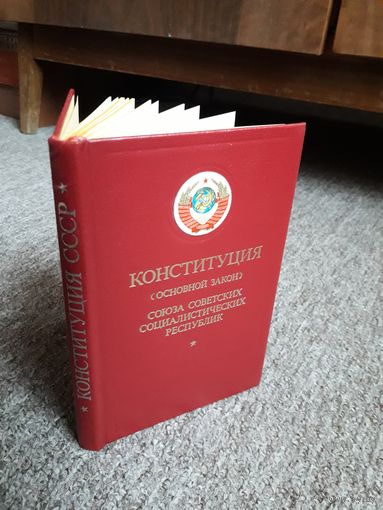 КОНСТИТУЦИЯ
(ОСНОВНОЙ ЗАКОН)
СОЮЗА СОВЕТСКИХ
СОЦИАЛИСТИЧЕСКИХ
РЕСПУБЛИК
★
★ КОНСТИТУЦИЯ СССР ★